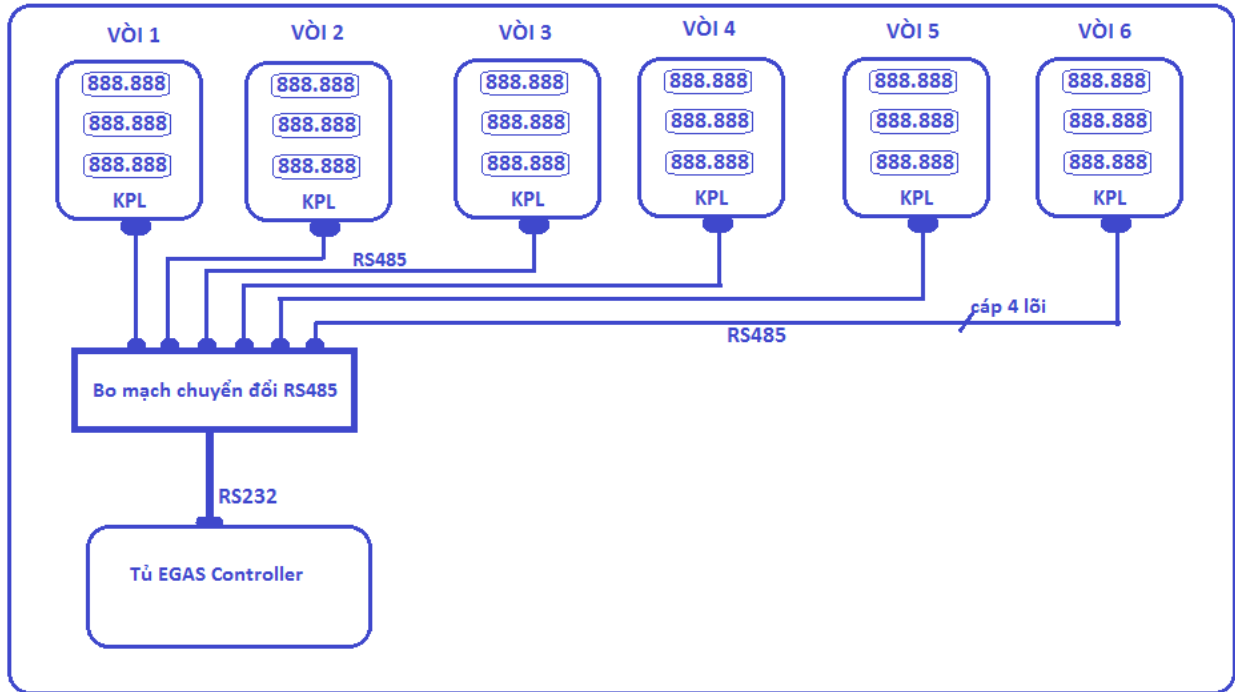 VÒI 1 VÒI 2 VÒI 3 VÒI 4 VÒI 5 VÒI 6
888.888 888.888 888.888 888.888 888.888 888.888
888.888 888.888 888.888 888.888 888.888 888.888
888.888 888.888 888.888 888.888 888.888 888.888
KPL KPL KPL KPL KPL KPL
RS485
cáp 4 lõi
RS485
Bo mạch chuyển đổi RS485
RS232
Tủ EGAS Controller